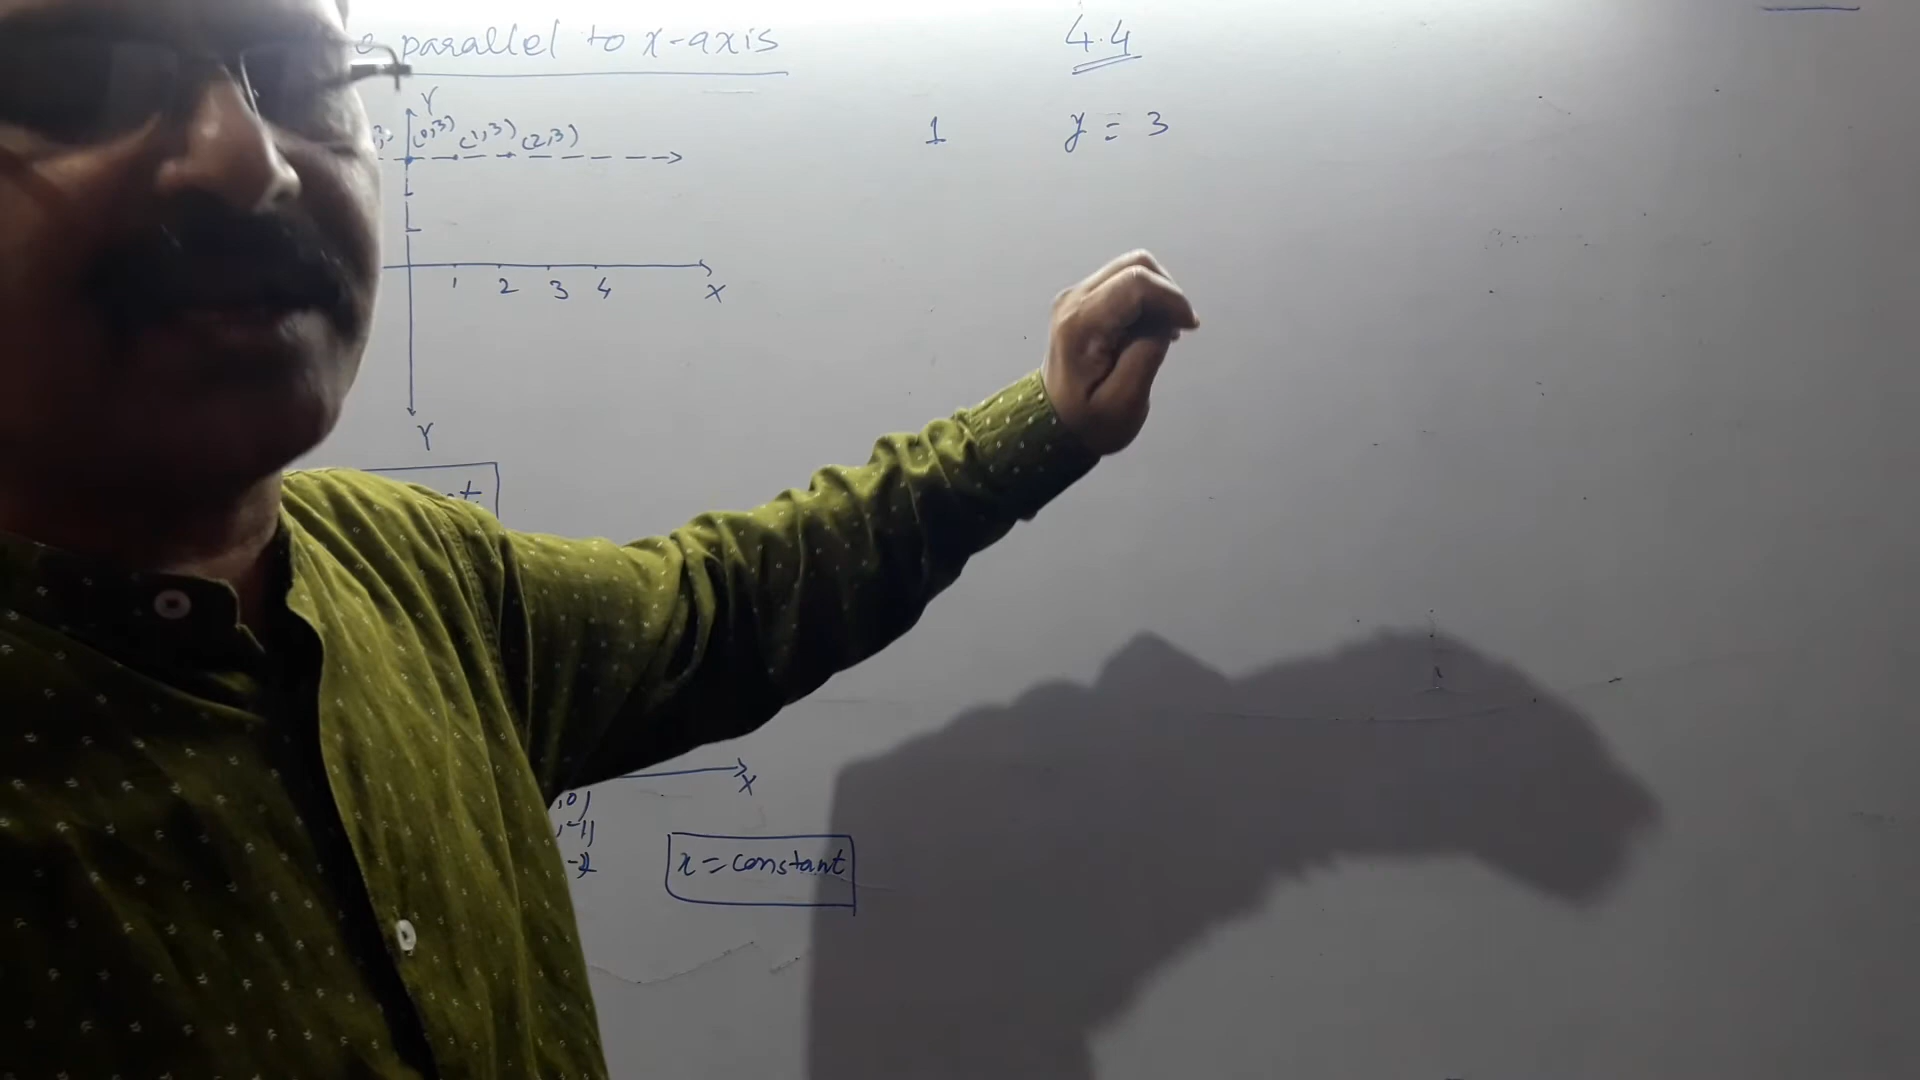 parallel to x-axis
4.4
Y
(0,3) (1,3) (2,3)
1 y = 3
1 2 3 4 X
Y
X
,0)
,-1)
-2
x = constant